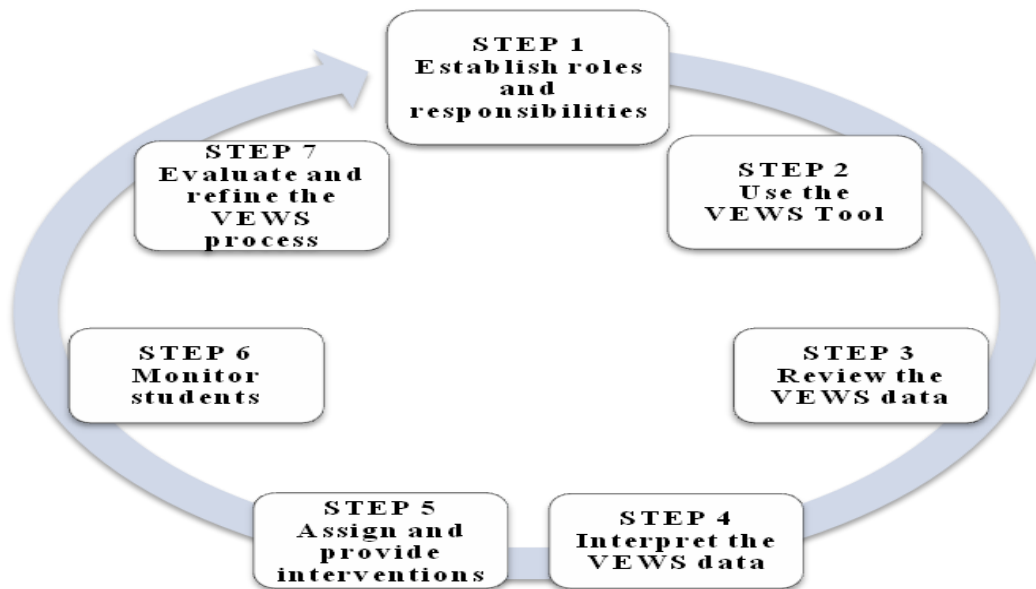 STEP 1
Establish roles
and
responsibilities
STEP 2
Use the
VEWS Tool
STEP 3
Review the
VEWS data
STEP 4
Interpret the
VEWS data
STEP 5
Assign and
provide
interventions
STEP 6
Monitor
students
STEP 7
Evaluate and
refine the
VEWS
process